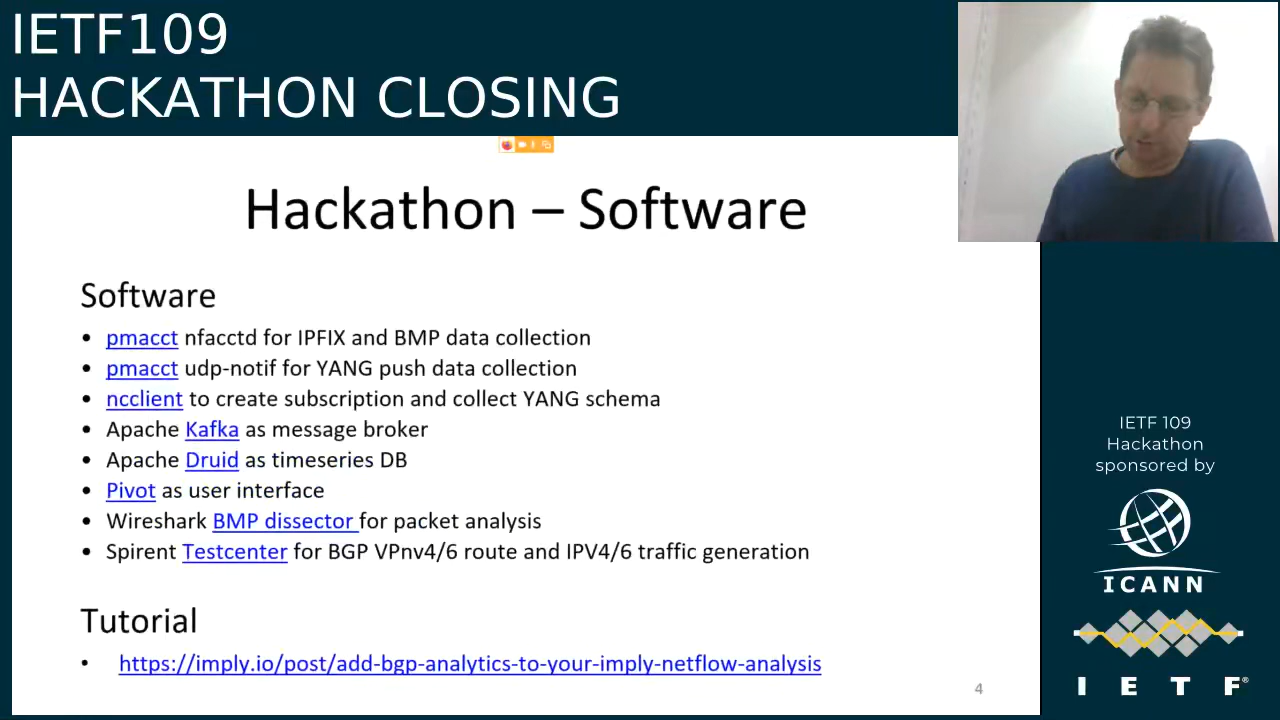 IETF109
HACKATHON CLOSING
Hackathon – Software
Software
• pmacct nfacctd for IPFIX and BMP data collection
• pmacct udp-notif for YANG push data collection
• ncclient to create subscription and collect YANG schema
• Apache Kafka as message broker
• Apache Druid as timeseries DB
• Pivot as user interface
• Wireshark BMP dissector for packet analysis
• Spirent Testcenter for BGP VPnv4/6 route and IPV4/6 traffic generation
Tutorial
• https://imply.io/post/add-bgp-analytics-to-your-imply-netflow-analysis
4
IETF 109
Hackathon
sponsored by
ICANN
IETF®